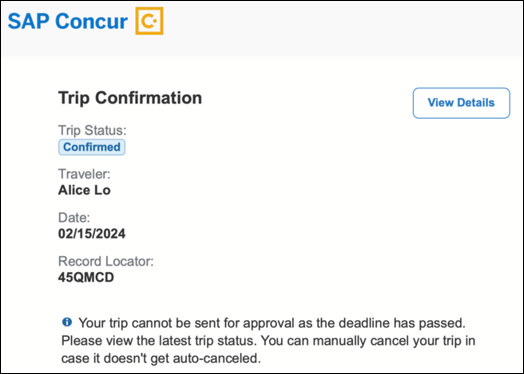 SAP Concur C.
Trip Confirmation
View Details
Trip Status:
Confirmed
Traveler:
Alice Lo
Date:
02/15/2024
Record Locator:
45QMCD
Your trip cannot be sent for approval as the deadline has passed.
Please view the latest trip status. You can manually cancel your trip in
case it doesn't get auto-canceled.